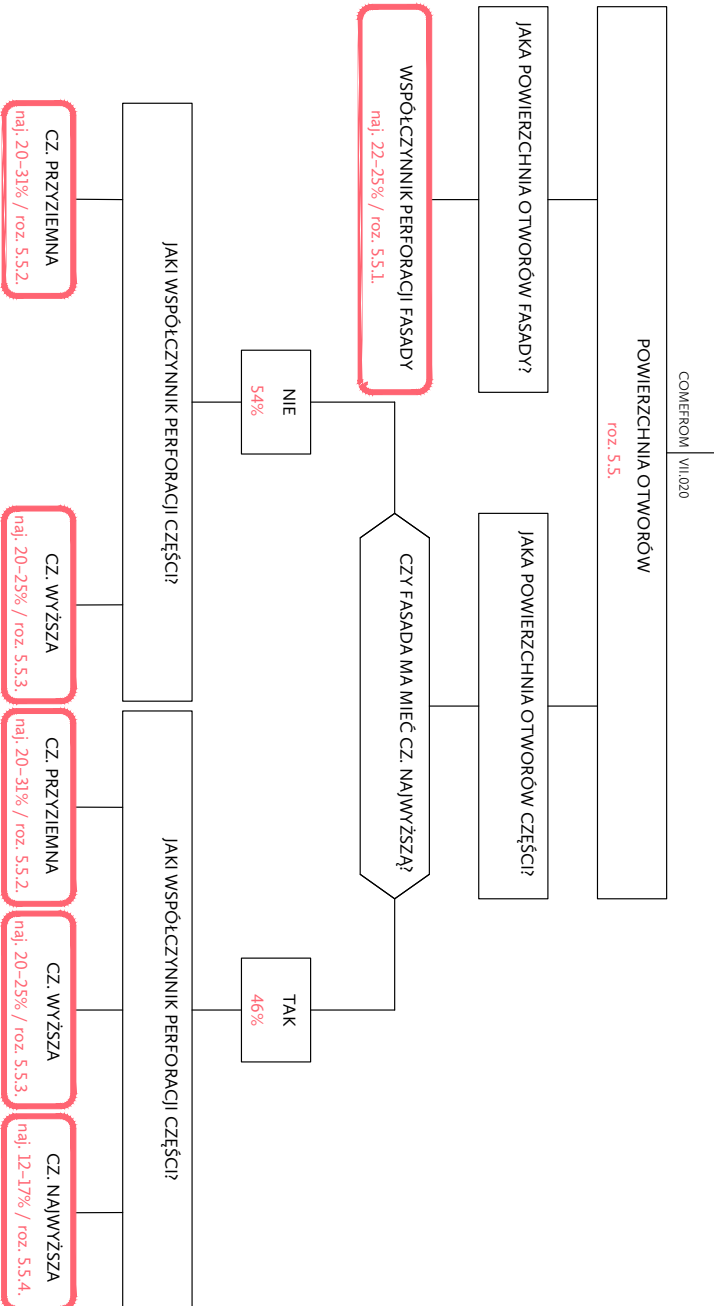 COMEFROM VII.020
POWIERZCHNIA OTWORÓW
roz. 5.5.
JAKA POWIERZCHNIA OTWORÓW FASADY?
JAKA POWIERZCHNIA OTWORÓW CZĘŚCI?
WSPÓŁCZYNNIK PERFORACJI FASADY
naj. 22–25% / roz. 5.5.1.
CZY FASADA MA MIEĆ CZ. NAJWYŻSZĄ?
NIE
54%
TAK
46%
JAKI WSPÓŁCZYNNIK PERFORACJI CZĘŚCI?
JAKI WSPÓŁCZYNNIK PERFORACJI CZĘŚCI?
CZ. PRZYZIEMNA
naj. 20–31% / roz. 5.5.2.
CZ. WYŻSZA
naj. 20–25% / roz. 5.5.3.
CZ. PRZYZIEMNA
naj. 20–31% / roz. 5.5.2.
CZ. WYŻSZA
naj. 20–25% / roz. 5.5.3.
CZ. NAJWYŻSZA
naj. 12–17% / roz. 5.5.4.